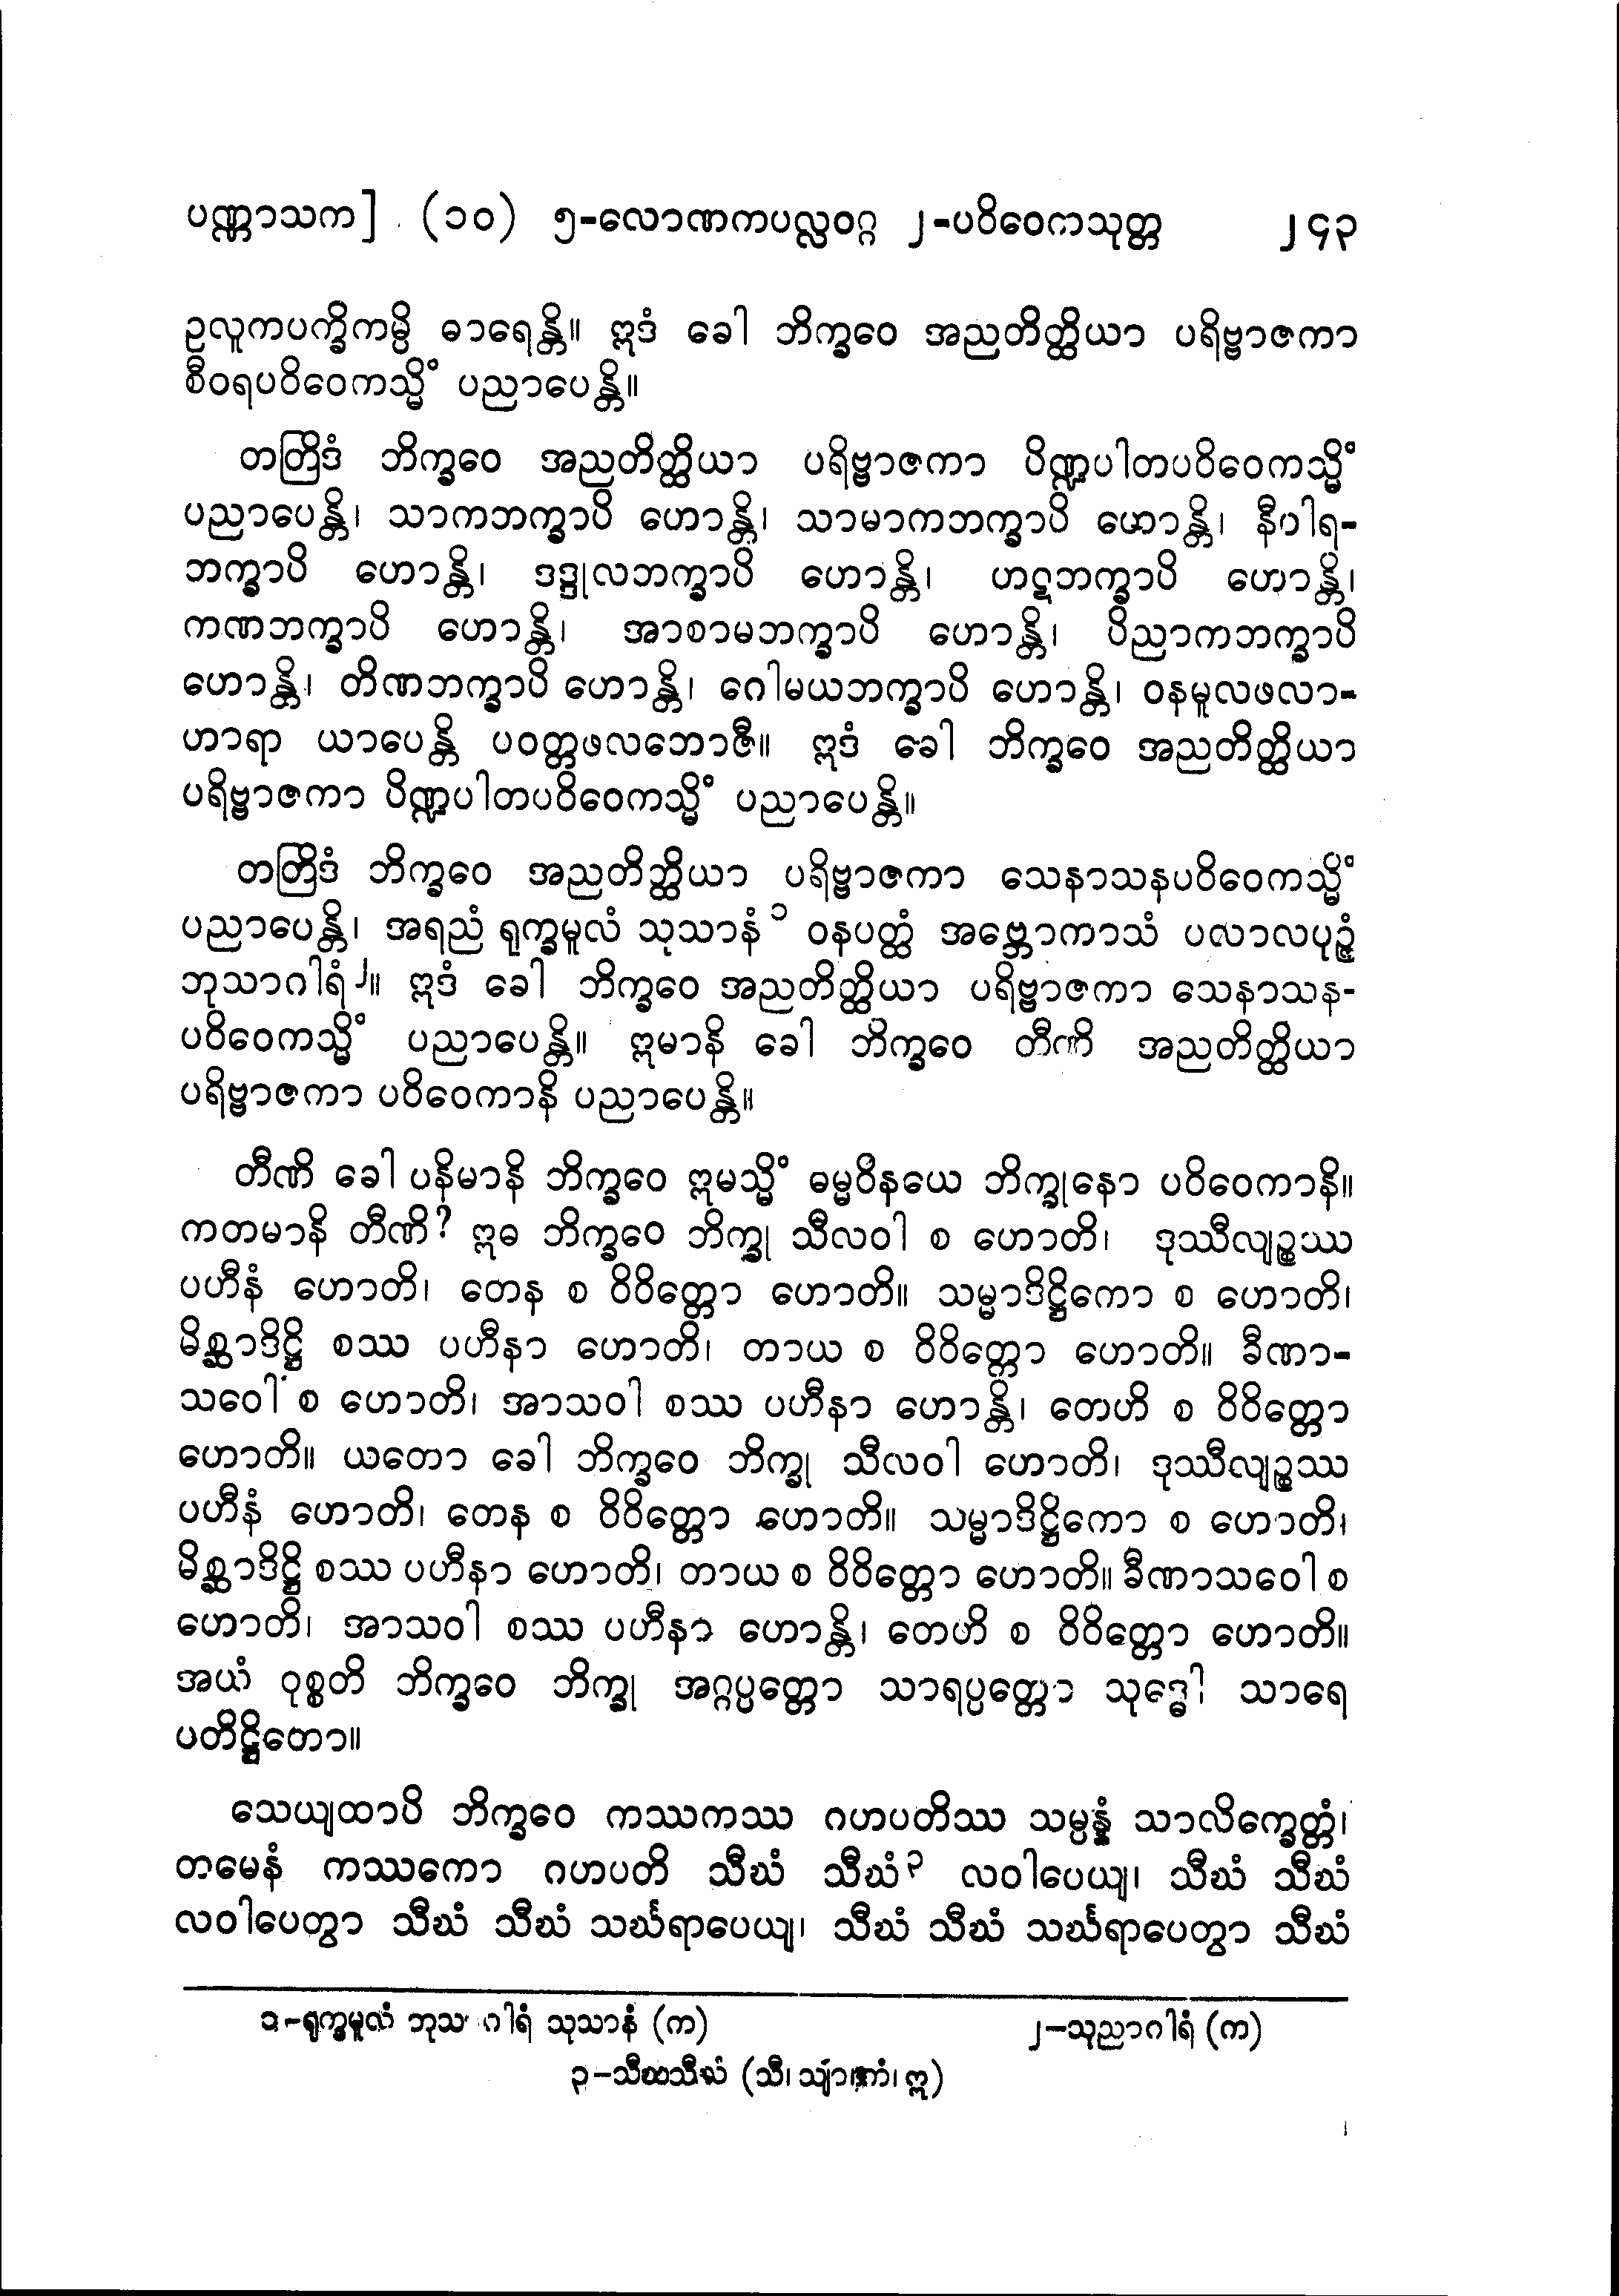 ပဏ္ဏာသက] (၁၀) ၅-လောဏကပလ္လဝဂ္ဂ ၂-ပဝိဝေကသုတ္တ ၂၄၃
ဥလူကပက္ခိကမ္ပိ ဓာရေန္တိ။ ဣဒံ ခေါ ဘိက္ခဝေ အညတိတ္ထိယာ ပရိဗ္ဗာဇကာ
စီဝရပဝိဝေကသ္မိံ ပညာပေန္တိ။
တတြိဒံ ဘိက္ခဝေ အညတိတ္ထိယာ ပရိဗ္ဗာဇကာ ပိဏ္ဍပါတပဝိဝေကသ္မိံ
ပညာပေန္တိ၊ သာကဘက္ခာပိ ဟောန္တိ၊ သာမာကဘက္ခာပိ ဟောန္တိ၊ နီဝါရ-
ဘက္ခာပိ ဟောန္တိ၊ ဒဒ္ဒုလဘက္ခာပိ ဟောန္တိ၊ ဟဋဘက္ခာပိ ဟောန္တိ၊
ကဏဘက္ခာပိ ဟောန္တိ၊ အာစာမဘက္ခာပိ ဟောန္တိ၊ ပိညာကဘက္ခာပိ
ဟောန္တိ၊ တိဏဘက္ခာပိ ဟောန္တိ၊ ဂေါမယဘက္ခာပိ ဟောန္တိ၊ ဝနမူလဖလာ-
ဟာရာ ယာပေန္တိ ပဝတ္တဖလဘောဇီ။ ဣဒံ ခေါ ဘိက္ခဝေ အညတိတ္ထိယာ
ပရိဗ္ဗာဇကာ ပိဏ္ဍပါတပဝိဝေကသ္မိံ ပညာပေန္တိ။
တတြိဒံ ဘိက္ခဝေ အညတိတ္ထိယာ ပရိဗ္ဗာဇကာ သေနာသနပဝိဝေကသ္မိံ
ပညာပေန္တိ၊ အရညံ ရုက္ခမူလံ သုသာနံ ၁ ဝနပတ္ထံ အဗ္ဘောကာသံ ပလာလပုဉ္ဇံ
ဘုသာဂါရံ ၂။ ဣဒံ ခေါ ဘိက္ခဝေ အညတိတ္ထိယာ ပရိဗ္ဗာဇကာ သေနာသန-
ပဝိဝေကသ္မိံ ပညာပေန္တိ။ ဣမာနိ ခေါ ဘိက္ခဝေ တီဏိ အညတိတ္ထိယာ
ပရိဗ္ဗာဇကာ ပဝိဝေကာနိ ပညာပေန္တိ။
တီဏိ ခေါ ပနိမာနိ ဘိက္ခဝေ ဣမသ္မိံ ဓမ္မဝိနယေ ဘိက္ခုနော ပဝိဝေကာနိ။
ကတမာနိ တီဏိ? ဣဓ ဘိက္ခဝေ ဘိက္ခု သီလဝါ စ ဟောတိ၊ ဒုဿီလျဉ္စဿ
ပဟီနံ ဟောတိ၊ တေန စ ဝိဝိတ္တော ဟောတိ။ သမ္မာဒိဋ္ဌိကော စ ဟောတိ၊
မိစ္ဆာဒိဋ္ဌိ စဿ ပဟီနာ ဟောတိ၊ တာယ စ ဝိဝိတ္တော ဟောတိ။ ခီဏာ-
သဝေါ စ ဟောတိ၊ အာသဝါ စဿ ပဟီနာ ဟောန္တိ၊ တေဟိ စ ဝိဝိတ္တော
ဟောတိ။ ယတော ခေါ ဘိက္ခဝေ ဘိက္ခု သီလဝါ ဟောတိ၊ ဒုဿီလျဉ္စဿ
ပဟီနံ ဟောတိ၊ တေန စ ဝိဝိတ္တော ဟောတိ။ သမ္မာဒိဋ္ဌိကော စ ဟောတိ၊
မိစ္ဆာဒိဋ္ဌိ စဿ ပဟီနာ ဟောတိ၊ တာယ စ ဝိဝိတ္တော ဟောတိ။ ခီဏာသဝေါ စ
ဟောတိ၊ အာသဝါ စဿ ပဟီနာ ဟောန္တိ၊ တေဟိ စ ဝိဝိတ္တော ဟောတိ။
အယံ ဝုစ္စတိ ဘိက္ခဝေ ဘိက္ခု အဂ္ဂပ္ပတ္တော သာရပ္ပတ္တော သုဒ္ဓေါ သာရေ
ပတိဋ္ဌိတော။
သေယျထာပိ ဘိက္ခဝေ ကဿကဿ ဂဟပတိဿ သမ္ပန္နံ သာလိက္ခေတ္တံ၊
တမေနံ ကဿကော ဂဟပတိ သီဃံ သီဃံ ၃ လဝါပေယျ၊ သီဃံ သီဃံ
လဝါပေတွာ သီဃံ သီဃံ သင်္ဃရာပေယျ၊ သီဃံ သီဃံ သင်္ဃရာပေတွာ သီဃံ
၁-ရုက္ခမူလံ ဘုသာဂါရံ သုသာနံ (က) ၂-သုညာဂါရံ (က)
၃-သီဃသီဃံ (သီ၊ သျာ၊ ကံ၊ ဣ)